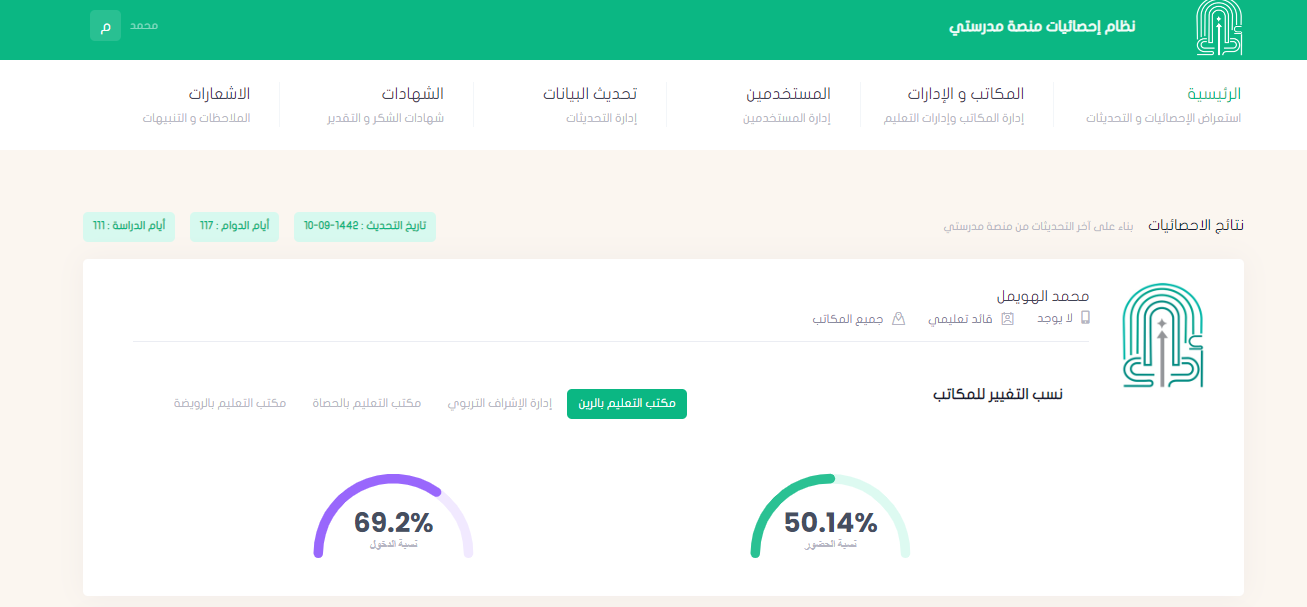 نظام إحصائيات منصة مدرستي
محمد
م
الرئيسية
استعراض الإحصائيات و التحديثات
المكاتب و الإدارات
إدارة المكاتب وإدارات التعليم
المستخدمين
إدارة المستخدمين
تحديث البيانات
إدارة التحديثات
الشهادات
شهادات الشكر و التقدير
الاشعارات
الملاحظات و التنبيهات
نتائج الاحصائيات
بناء على آخر التحديثات من منصة مدرستي
تاريخ التحديث : 1442-09-10
أيام الدوام : 117
أيام الدراسة : 111
محمد الهويمل
لا يوجد
قائد تعليمي
جميع المكاتب
نسب التغيير للمكاتب
مكتب التعليم بالرين
إدارة الإشراف التربوي
مكتب التعليم بالحصاة
مكتب التعليم بالرويضة
50.14%
نسبة الحضور
69.2%
نسبة الدخول